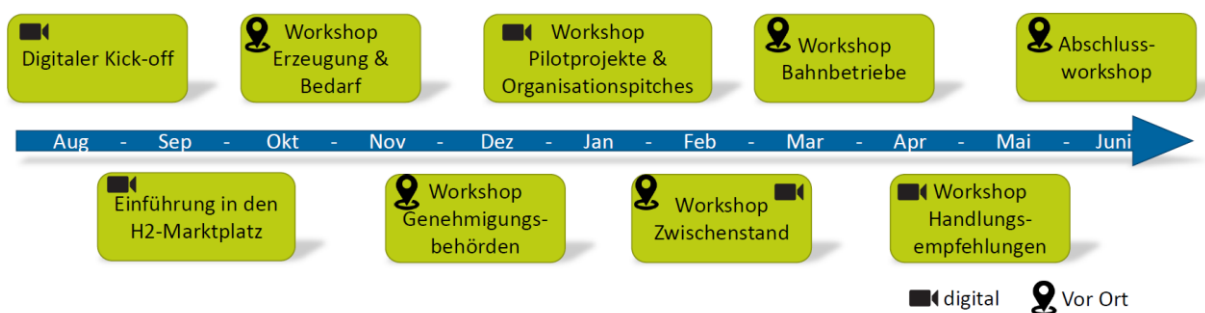 Digitaler Kick-off
Workshop
Erzeugung &
Bedarf
Workshop
Pilotprojekte &
Organisationspitches
Workshop
Bahnbetriebe
Abschluss-
workshop
Aug - Sep - Okt - Nov - Dez - Jan - Feb - Mar - Apr - Mai - Juni
Einführung in den
H2-Marktplatz
Workshop
Genehmigungs-
behörden
Workshop
Zwischenstand
Workshop
Handlungs-
empfehlungen
digital Vor Ort